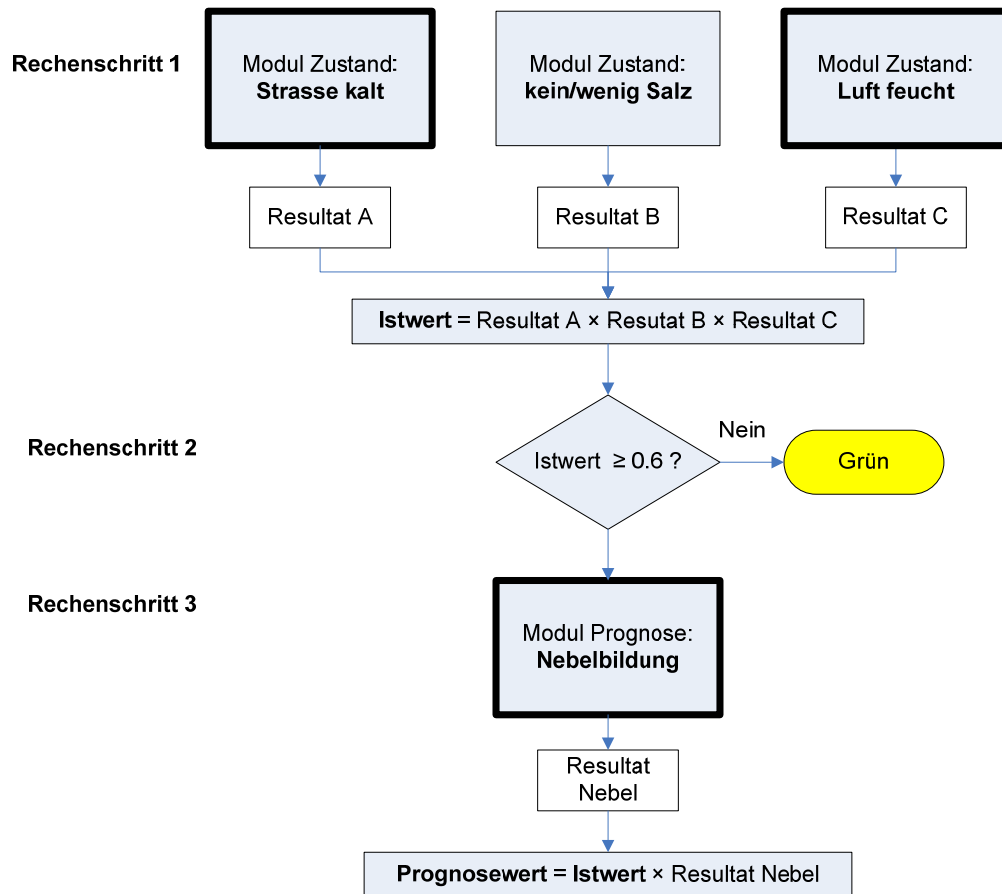 Rechenschritt 1
Modul Zustand:
Strasse kalt
Modul Zustand:
kein/wenig Salz
Modul Zustand:
Luft feucht
Resultat A
Resultat B
Resultat C
Istwert = Resultat A × Resutat B × Resultat C
Rechenschritt 2
Istwert ≥ 0.6 ?
Nein
Grün
Rechenschritt 3
Modul Prognose:
Nebelbildung
Resultat
Nebel
Prognosewert = Istwert × Resultat Nebel